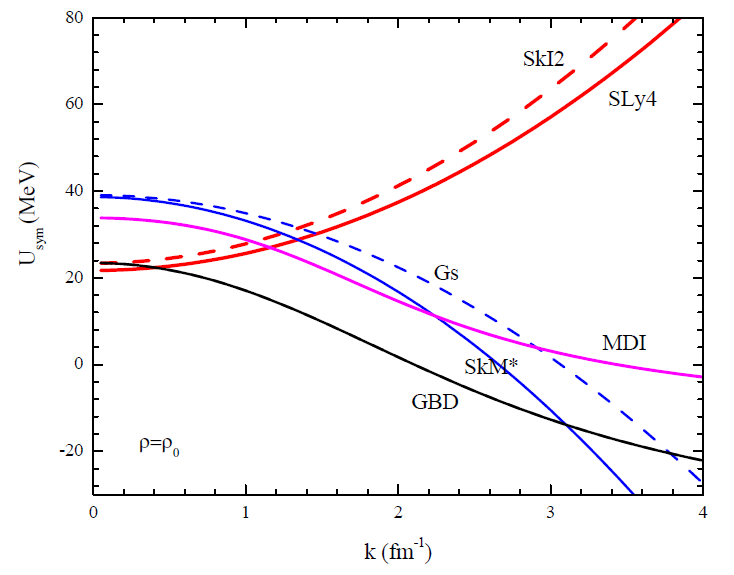 80
SkI2
60
SLy4
40
U_sym (MeV)
Gs
20
MDI
0
SkM*
GBD
ρ=ρ₀
-20
0 1 2 3 4
k (fm⁻¹)